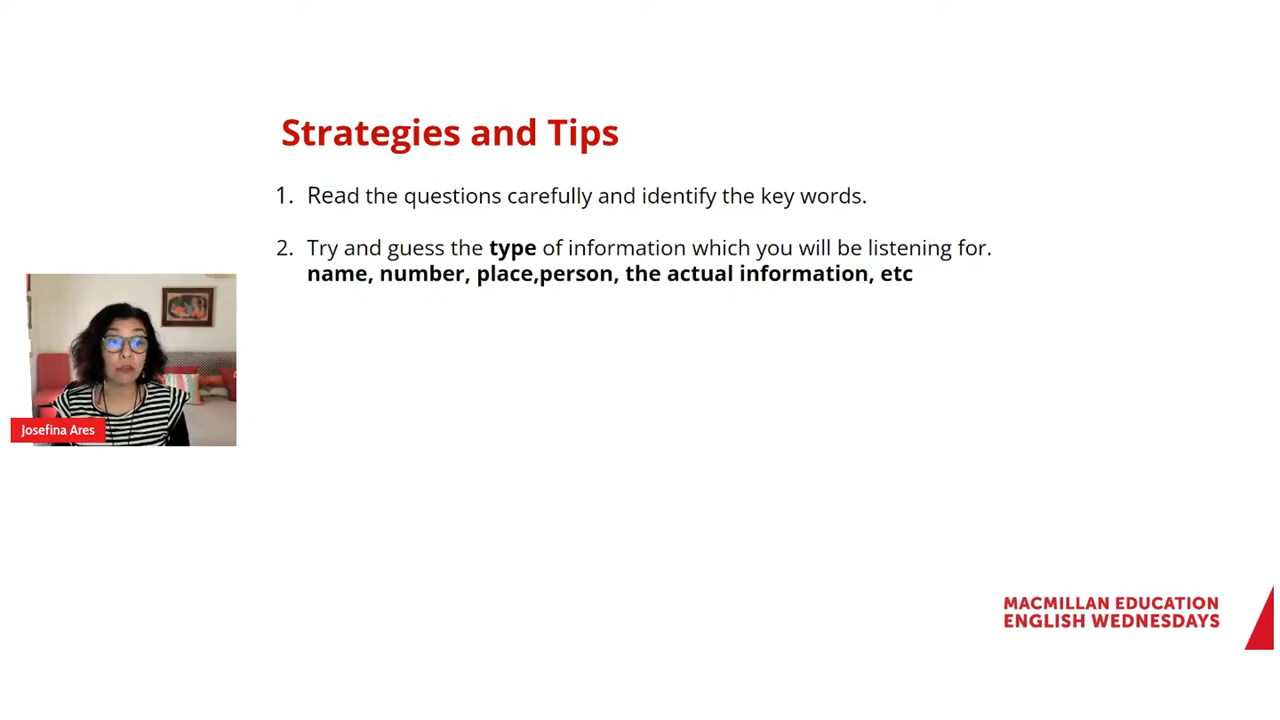 Strategies and Tips
1. Read the questions carefully and identify the key words.
2. Try and guess the type of information which you will be listening for.
name, number, place,person, the actual information, etc
Josefina Ares
MACMILLAN EDUCATION
ENGLISH WEDNESDAYS